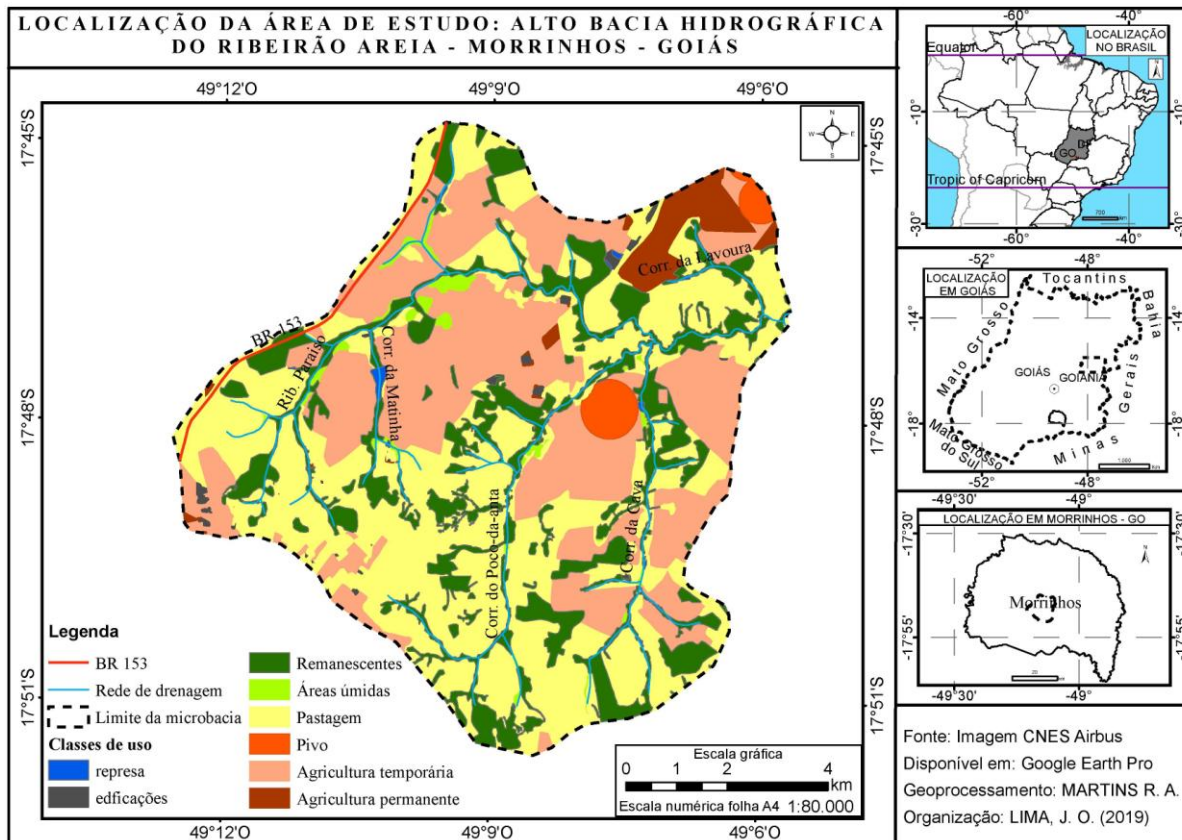 LOCALIZAÇÃO DA ÁREA DE ESTUDO: ALTO BACIA HIDROGRÁFICA
DO RIBEIRÃO AREIA - MORRINHOS - GOIÁS
49°12'O
49°9'O
49°6'O
17°45'S
17°45'S
N
W
E
S
Corr. da Lavoura
BR 153
Rib. Paraiso
Corr. da Matinha
17°48'S
17°48'S
Corr. do Poco-da-anta
Corr. da Cava
17°51'S
17°51'S
Legenda
BR 153
Rede de drenagem
Limite da microbacia
Classes de uso
represa
edficações
Remanescentes
Áreas úmidas
Pastagem
Pivo
Agricultura temporária
Agricultura permanente
Escala gráfica
0 1 2 4
km
Escala numérica folha A4 1:80.000
49°12'O
49°9'O
49°6'O
-60°
-40°
LOCALIZAÇÃO
NO BRASIL
N
Equator
-10°
-10°
GO
DF
Tropic of Capricorn
-30°
-30°
-60°
-40°
-52
-48
LOCALIZAÇÃO
EM GOIÁS
Tocantins
Bahia
-14°
-14°
Mato Grosso
GOIÁS
GOIÂNIA
Gerais
-18°
-18°
Mato Grosso
do Sul
Minas
-52
-48
-49°30'
-49°
LOCALIZAÇÃO EM MORRINHOS - GO
-17°30'
-17°30'
N
Morrinhos
-17°55'
-17°55'
-49°30'
-49°
Fonte: Imagem CNES Airbus
Disponível em: Google Earth Pro
Geoprocessamento: MARTINS R. A.
Organização: LIMA, J. O. (2019)